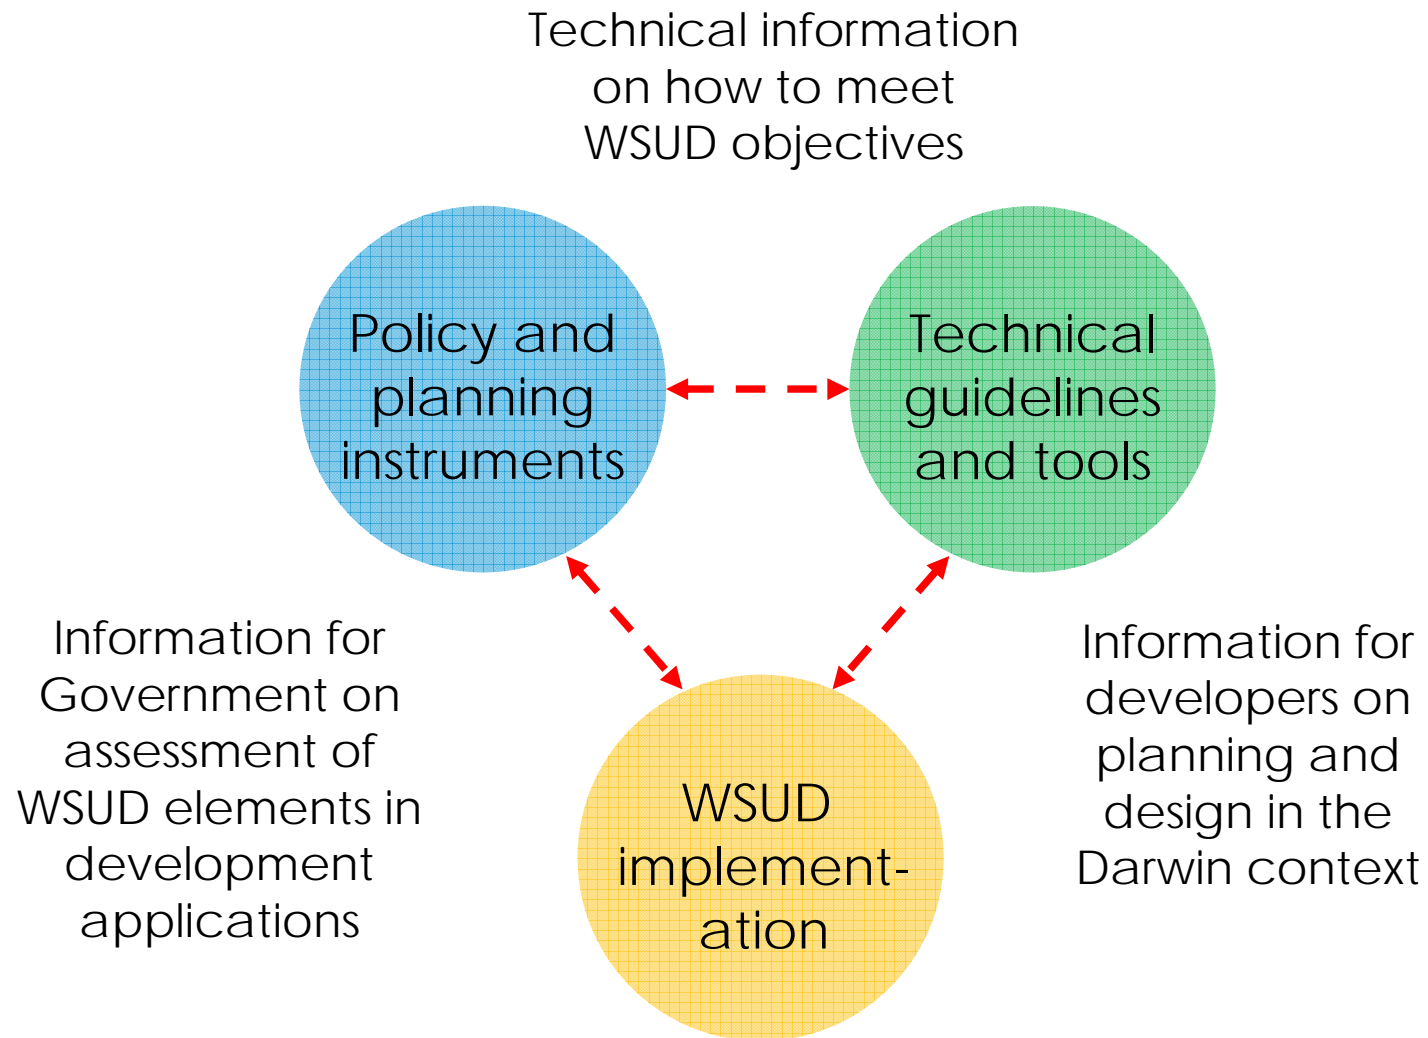 Technical information
on how to meet
WSUD objectives
Policy and
planning
instruments
Technical
guidelines
and tools
Information for
Government on
assessment of
WSUD elements in
development
applications
WSUD
implement-
ation
Information for
developers on
planning and
design in the
Darwin context